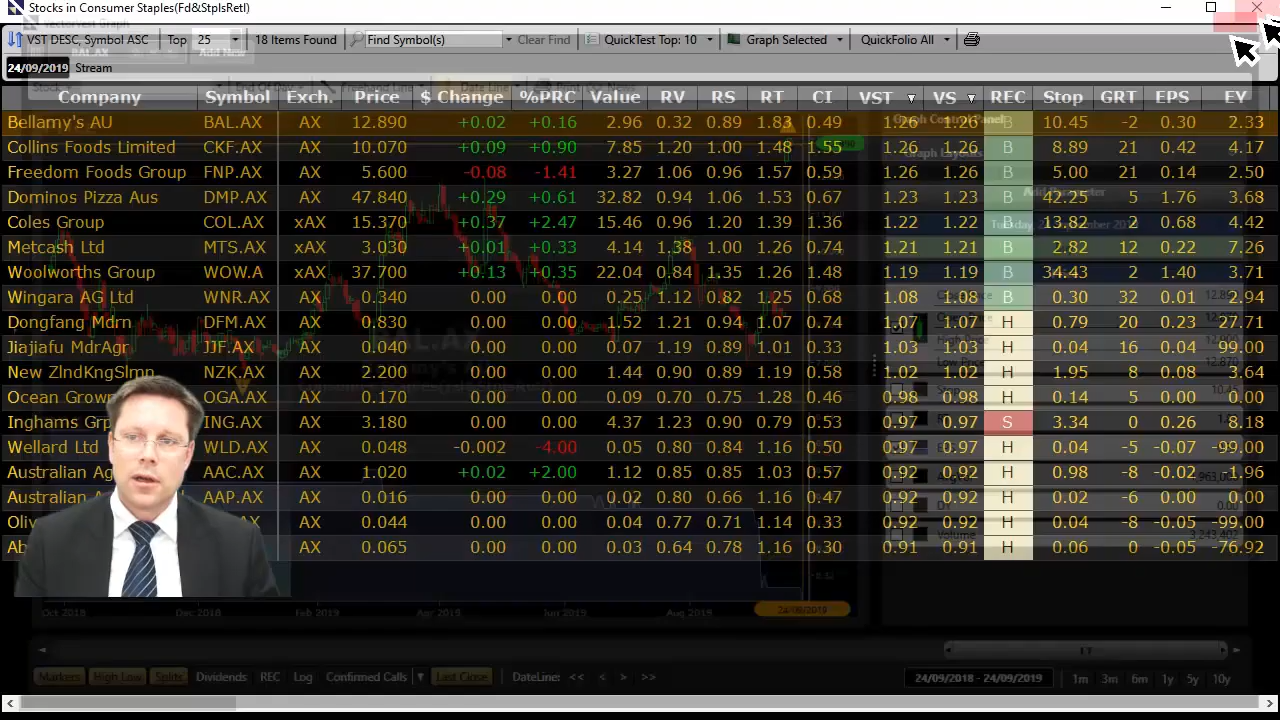 Stocks in Consumer Staples(Fd&StplsRetl)
VST DESC, Symbol ASC Top 25 18 Items Found Find Symbol(s) Clear Find QuickTest Top: 10 Graph Selected QuickFolio All
24/09/2019 Stream
Company Symbol Exch. Price $ Change %PRC Value RV RS RT CI VST VS REC Stop GRT EPS EY
Bellamy's AU BAL.AX AX 12.890 +0.02 +0.16 2.96 0.32 0.89 1.83 0.49 1.26 1.26 B 10.45 -2 0.30 2.33
Collins Foods Limited CKF.AX AX 10.070 +0.09 +0.90 7.85 1.20 1.00 1.48 1.55 1.26 1.26 B 8.89 21 0.42 4.17
Freedom Foods Group FNP.AX AX 5.600 -0.08 -1.41 3.27 1.06 0.96 1.57 0.59 1.26 1.26 B 5.00 21 0.14 2.50
Dominos Pizza Aus DMP.AX AX 47.840 +0.29 +0.61 32.82 0.94 1.06 1.53 0.67 1.23 1.23 B 42.25 5 1.76 3.68
Coles Group COL.AX xAX 15.370 +0.37 +2.47 15.46 0.96 1.20 1.39 1.36 1.22 1.22 B 13.82 2 0.68 4.42
Metcash Ltd MTS.AX xAX 3.030 +0.01 +0.33 4.14 1.38 1.00 1.26 0.74 1.21 1.21 B 2.82 12 0.22 7.26
Woolworths Group WOW.A xAX 37.700 +0.13 +0.35 22.04 0.84 1.35 1.26 1.48 1.19 1.19 B 34.43 2 1.40 3.71
Wingara AG Ltd WNR.AX AX 0.340 0.00 0.00 0.25 1.12 0.82 1.25 0.68 1.08 1.08 B 0.30 32 0.01 2.94
Dongfang Mdrn DFM.AX AX 0.830 0.00 0.00 1.52 1.21 0.94 1.07 0.74 1.07 1.07 H 0.79 20 0.23 27.71
Jiajiafu MdrAgr JJF.AX AX 0.040 0.00 0.00 0.07 1.19 0.89 1.01 0.33 1.03 1.03 H 0.04 16 0.04 99.00
New ZlndKngSlmn NZK.AX AX 2.200 0.00 0.00 1.44 0.90 0.89 1.19 0.58 1.02 1.02 H 1.95 8 0.08 3.64
Ocean Grown OGA.AX AX 0.170 0.00 0.00 0.09 0.70 0.75 1.28 0.46 0.98 0.98 H 0.14 5 0.00 0.00
Inghams Grp ING.AX AX 3.180 0.00 0.00 4.37 1.23 0.90 0.79 0.53 0.97 0.97 S 3.34 0 0.26 8.18
Wellard Ltd WLD.AX AX 0.048 -0.002 -4.00 0.05 0.80 0.84 1.16 0.50 0.97 0.97 H 0.04 -5 -0.07 -99.00
Australian Ag AAC.AX AX 1.020 +0.02 +2.00 1.12 0.85 0.85 1.03 0.57 0.92 0.92 H 0.98 -8 -0.02 -1.96
Australian A AAP.AX AX 0.016 0.00 0.00 0.02 0.80 0.66 1.16 0.47 0.92 0.92 H 0.02 -6 0.00 0.00
Oliv AX AX 0.044 0.00 0.00 0.04 0.77 0.71 1.14 0.33 0.92 0.92 H 0.04 -8 -0.05 -99.00
Ab AX 0.065 0.00 0.00 0.03 0.64 0.78 1.16 0.30 0.91 0.91 H 0.06 0 -0.05 -76.92
Oct 2018 Dec 2018 Feb 2019 Apr 2019 Jun 2019 Aug 2019 24/09/2019
Markers High Low Splits Dividends REC Log Confirmed Calls Last Close DateLine: << < > >> 24/09/2018 - 24/09/2019 1m 3m 6m 1y 5y 10y